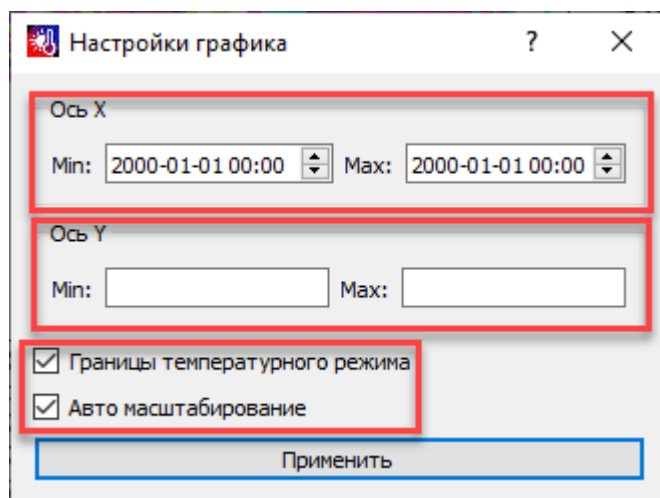 Настройки графика ?
Ось X
Min: 2000-01-01 00:00 Max: 2000-01-01 00:00
Ось Y
Min: Max:
Границы температурного режима
Авто масштабирование
Применить